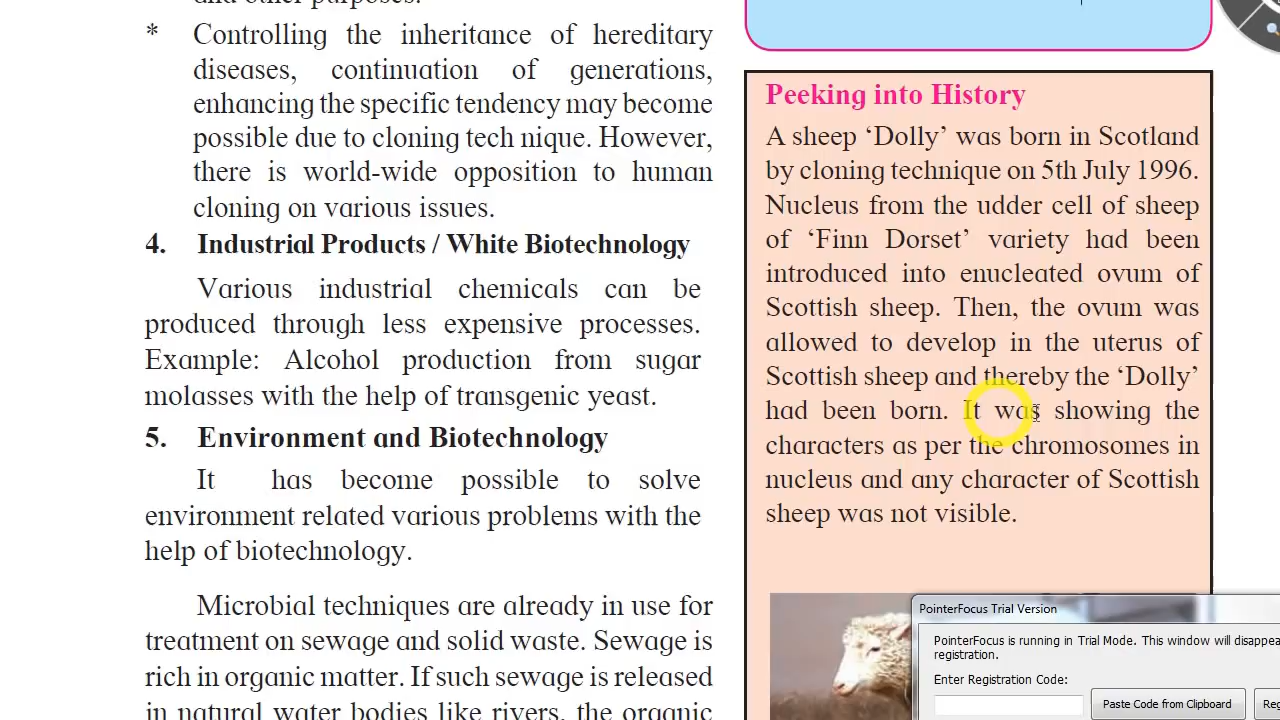 and other purposes.
* Controlling the inheritance of hereditary
diseases, continuation of generations,
enhancing the specific tendency may become
possible due to cloning tech nique. However,
there is world-wide opposition to human
cloning on various issues.
4. Industrial Products / White Biotechnology
Various industrial chemicals can be
produced through less expensive processes.
Example: Alcohol production from sugar
molasses with the help of transgenic yeast.
5. Environment and Biotechnology
It has become possible to solve
environment related various problems with the
help of biotechnology.
Microbial techniques are already in use for
treatment on sewage and solid waste. Sewage is
rich in organic matter. If such sewage is released
in natural water bodies like rivers, the organic
Peeking into History
A sheep ‘Dolly’ was born in Scotland
by cloning technique on 5th July 1996.
Nucleus from the udder cell of sheep
of ‘Finn Dorset’ variety had been
introduced into enucleated ovum of
Scottish sheep. Then, the ovum was
allowed to develop in the uterus of
Scottish sheep and thereby the ‘Dolly’
had been born. It was showing the
characters as per the chromosomes in
nucleus and any character of Scottish
sheep was not visible.
PointerFocus Trial Version
PointerFocus is running in Trial Mode. This window will
registration.
Enter Registration Code:
Paste Code from Clipboard